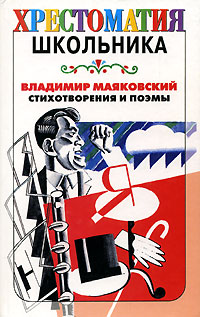 ХРЕСТОМАТИЯ
ШКОЛЬНИКА
ВЛАДИМИР МАЯКОВСКИЙ
СТИХОТВОРЕНИЯ И ПОЭМЫ